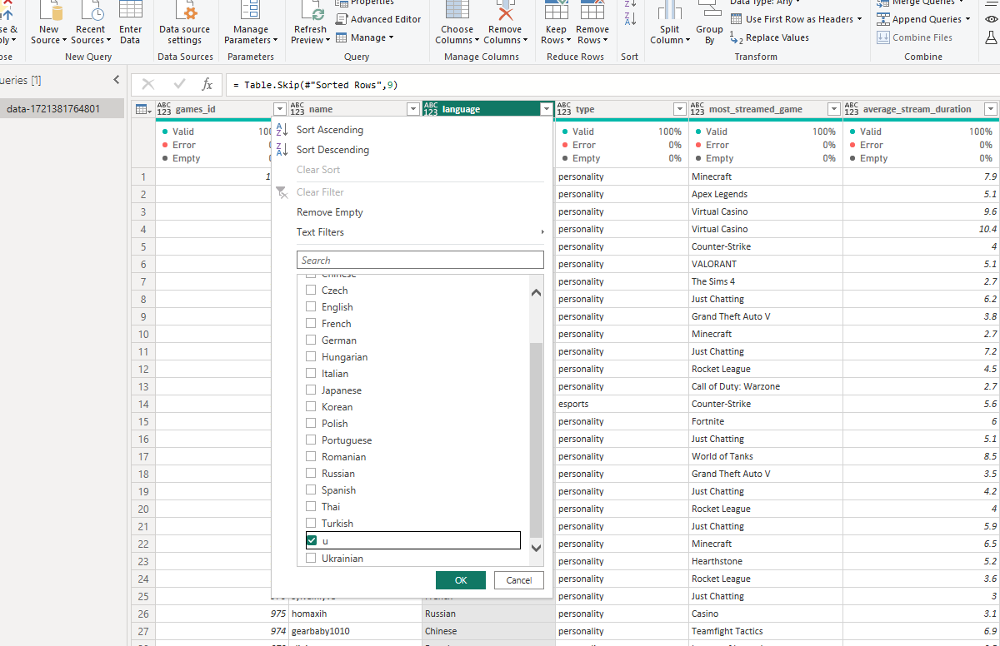 New Source
Recent Sources
Enter Data
Data source settings
Manage Parameters
Refresh Preview
Properties
Advanced Editor
Manage
Choose Columns
Remove Columns
Keep Rows
Remove Rows
Split Column
Group By
Data Type: Any
Use First Row as Headers
Replace Values
Merge Queries
Append Queries
Combine Files
New Query
Data Sources
Parameters
Query
Manage Columns
Reduce Rows
Sort
Transform
Combine
ueries [1]
data-1721381764801
fx
= Table.Skip(#"Sorted Rows",9)
ABC 123 games_id
ABC 123 name
ABC 123 language
ABC 123 type
ABC 123 most_streamed_game
ABC 123 average_stream_duration
Valid
Error
Empty
Valid 100%
Error 0%
Empty 0%
Valid 100%
Error 0%
Empty 0%
Valid 100%
Error 0%
Empty 0%
Sort Ascending
Sort Descending
Clear Sort
Clear Filter
Remove Empty
Text Filters
Search
Chinese
Czech
English
French
German
Hungarian
Italian
Japanese
Korean
Polish
Portuguese
Romanian
Russian
Spanish
Thai
Turkish
u
Ukrainian
OK
Cancel
1 personality Minecraft 7.9
2 personality Apex Legends 5.1
3 personality Virtual Casino 9.6
4 personality Virtual Casino 10.4
5 personality Counter-Strike 4
6 personality VALORANT 5.1
7 personality The Sims 4 2.7
8 personality Just Chatting 6.2
9 personality Grand Theft Auto V 3.8
10 personality Minecraft 2.7
11 personality Just Chatting 7.2
12 personality Rocket League 4.5
13 personality Call of Duty: Warzone 2.7
14 esports Counter-Strike 5.6
15 personality Fortnite 6
16 personality Just Chatting 5.1
17 personality World of Tanks 8.5
18 personality Grand Theft Auto V 3.5
19 personality Just Chatting 4.2
20 personality Rocket League 4
21 personality Just Chatting 5.9
22 personality Minecraft 6.5
23 personality Hearthstone 5.2
24 personality Rocket League 3.6
25 personality Just Chatting 3
26 975 homaxih Russian personality Casino 3.1
27 974 gearbaby1010 Chinese personality Teamfight Tactics 6.9